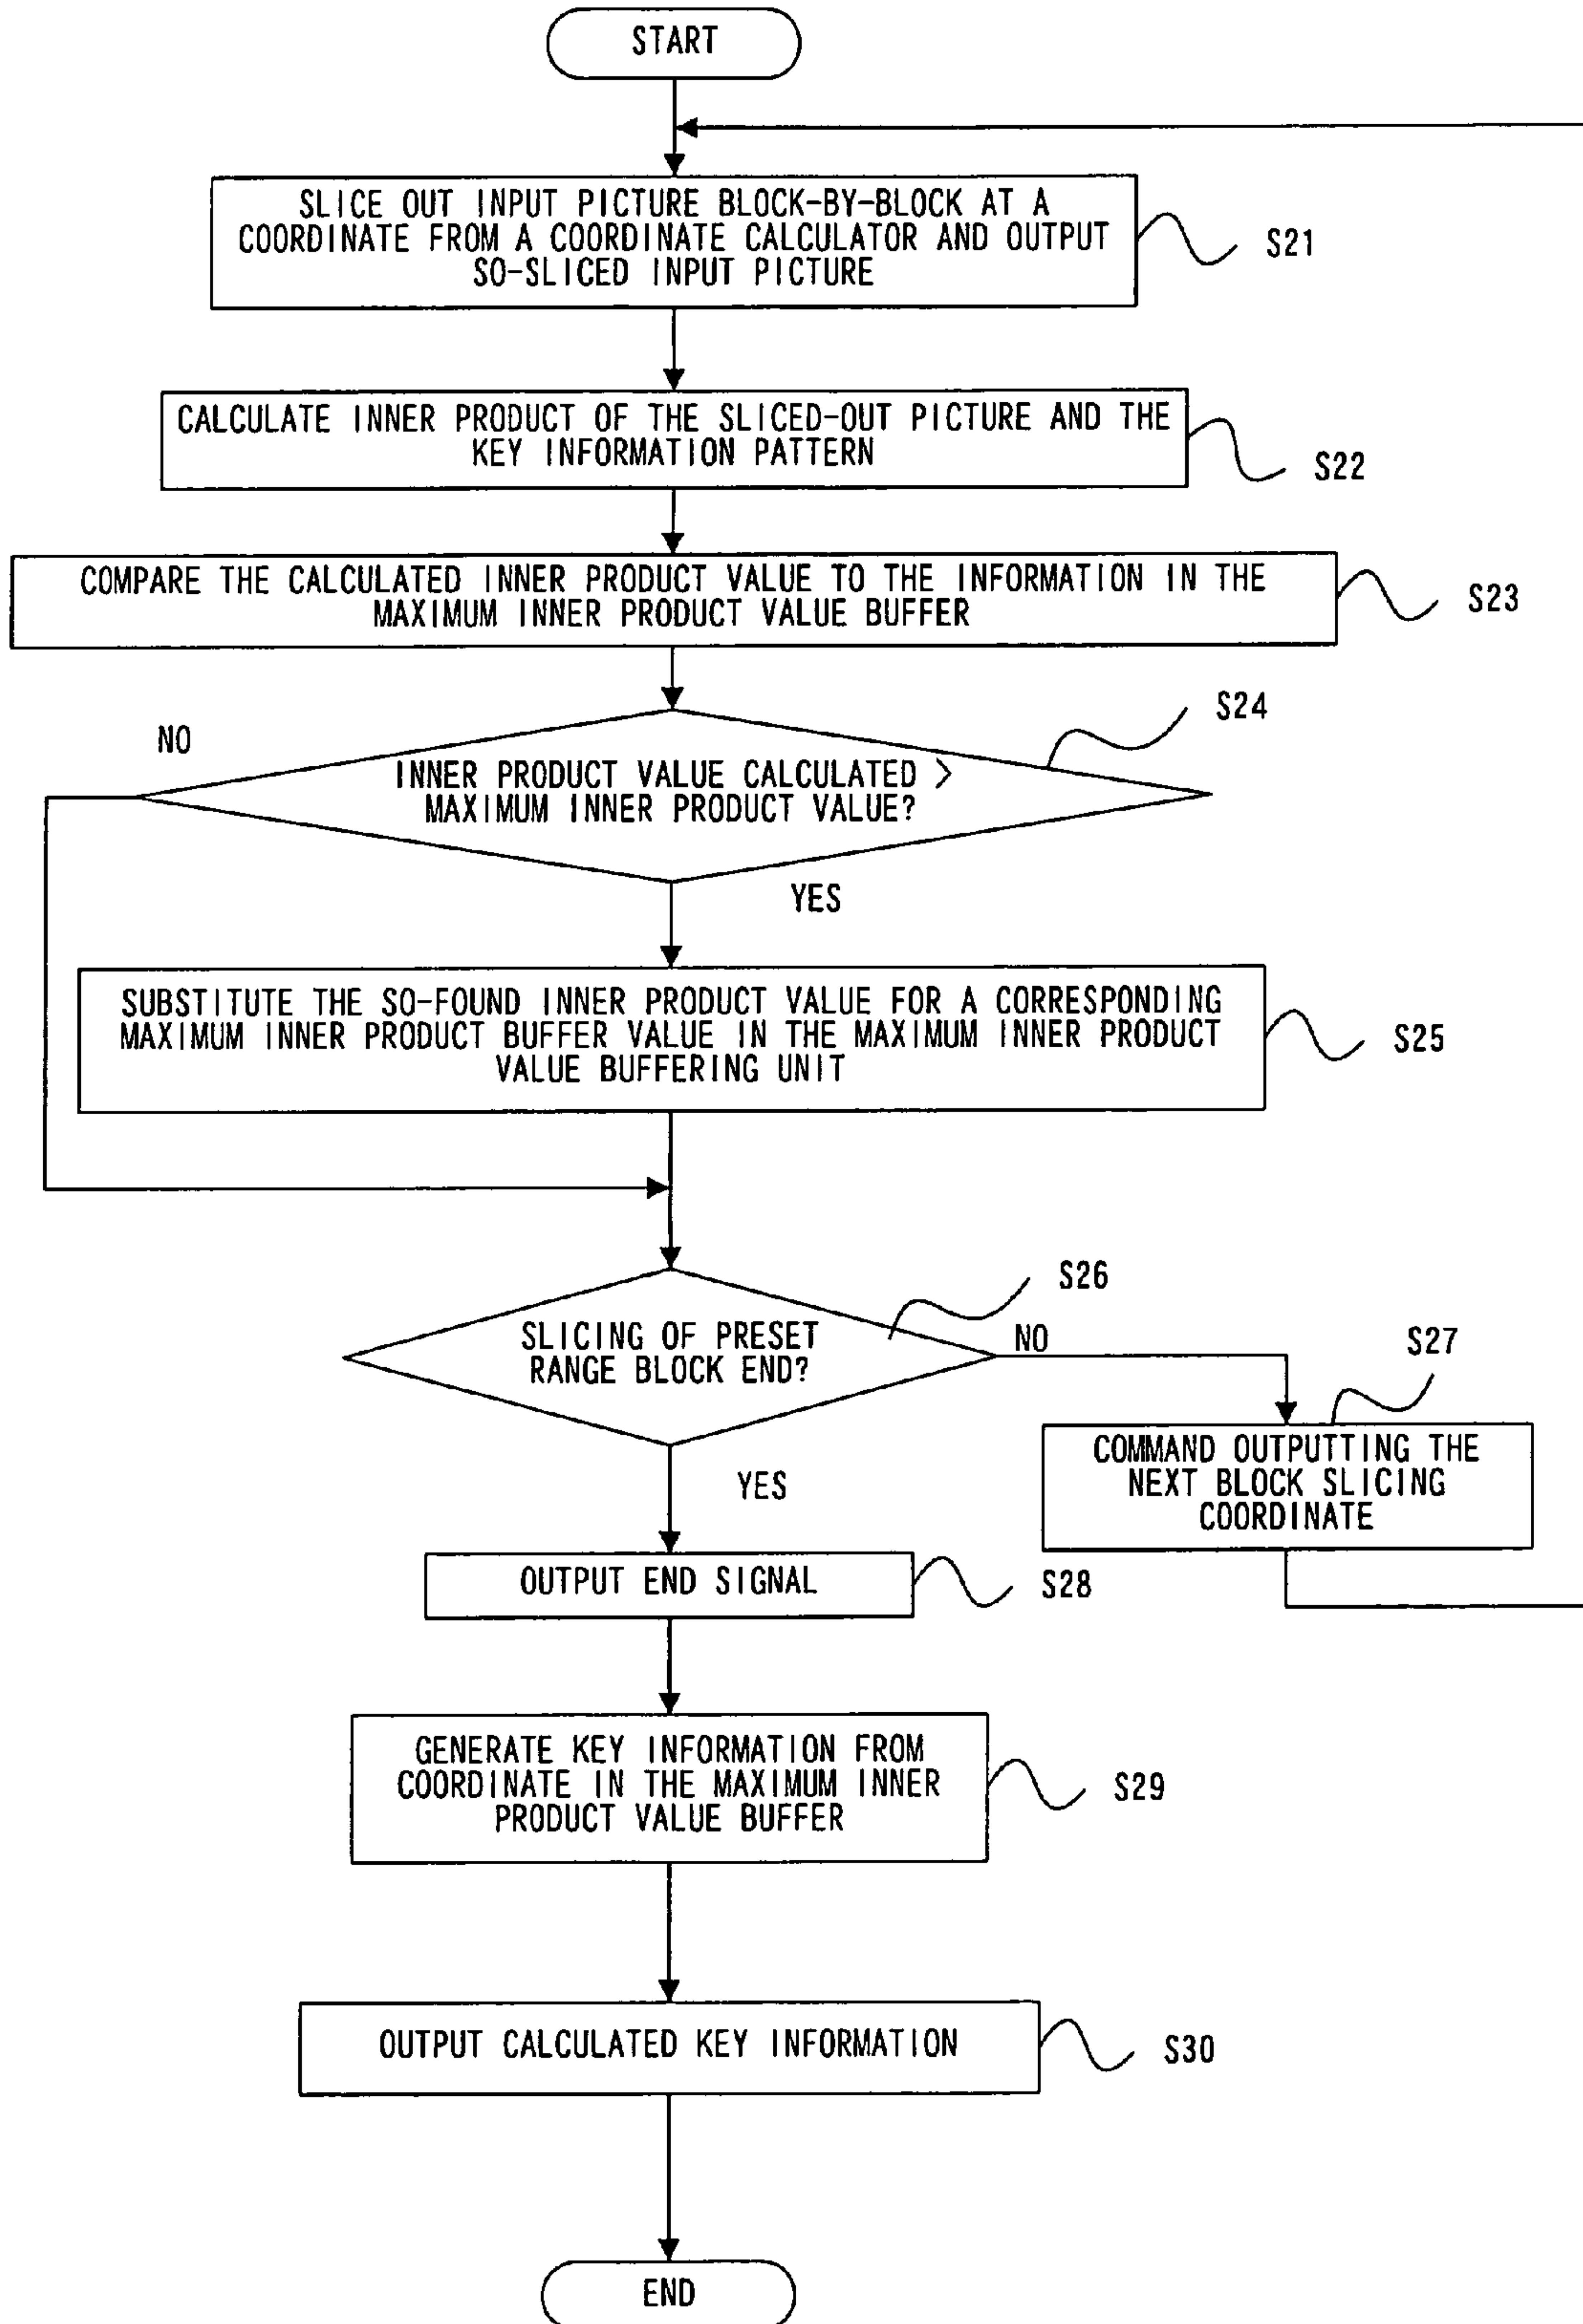 START
SLICE OUT INPUT PICTURE BLOCK-BY-BLOCK AT A
COORDINATE FROM A COORDINATE CALCULATOR AND OUTPUT
SO-SLICED INPUT PICTURE
S21
CALCULATE INNER PRODUCT OF THE SLICED-OUT PICTURE AND THE
KEY INFORMATION PATTERN
S22
COMPARE THE CALCULATED INNER PRODUCT VALUE TO THE INFORMATION IN THE
MAXIMUM INNER PRODUCT VALUE BUFFER
S23
S24
NO
INNER PRODUCT VALUE CALCULATED >
MAXIMUM INNER PRODUCT VALUE?
YES
SUBSTITUTE THE SO-FOUND INNER PRODUCT VALUE FOR A CORRESPONDING
MAXIMUM INNER PRODUCT BUFFER VALUE IN THE MAXIMUM INNER PRODUCT
VALUE BUFFERING UNIT
S25
S26
SLICING OF PRESET
RANGE BLOCK END?
NO
S27
COMMAND OUTPUTTING THE
NEXT BLOCK SLICING
COORDINATE
YES
OUTPUT END SIGNAL
S28
GENERATE KEY INFORMATION FROM
COORDINATE IN THE MAXIMUM INNER
PRODUCT VALUE BUFFER
S29
OUTPUT CALCULATED KEY INFORMATION
S30
END